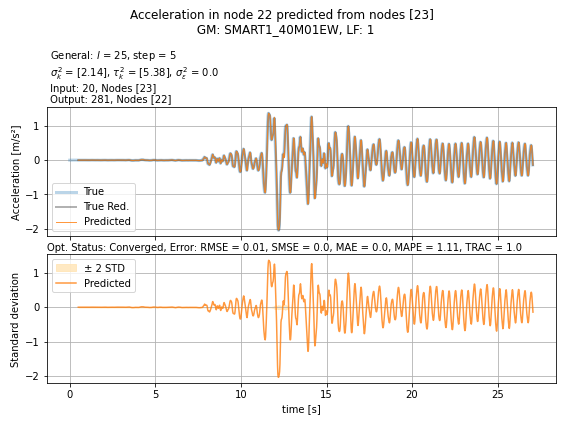 Acceleration in node 22 predicted from nodes [23]
GM: SMART1_40M01EW, LF: 1
General: l = 25, step = 5
σ²ₖ = [2.14], τ²ₖ = [5.38], σ²ε = 0.0
Input: 20, Nodes [23]
Output: 281, Nodes [22]
Acceleration [m/s²]
1
0
−1
−2
True
True Red.
Predicted
Opt. Status: Converged, Error: RMSE = 0.01, SMSE = 0.0, MAE = 0.0, MAPE = 1.11, TRAC = 1.0
Standard deviation
1
0
−1
−2
± 2 STD
Predicted
0 5 10 15 20 25
time [s]